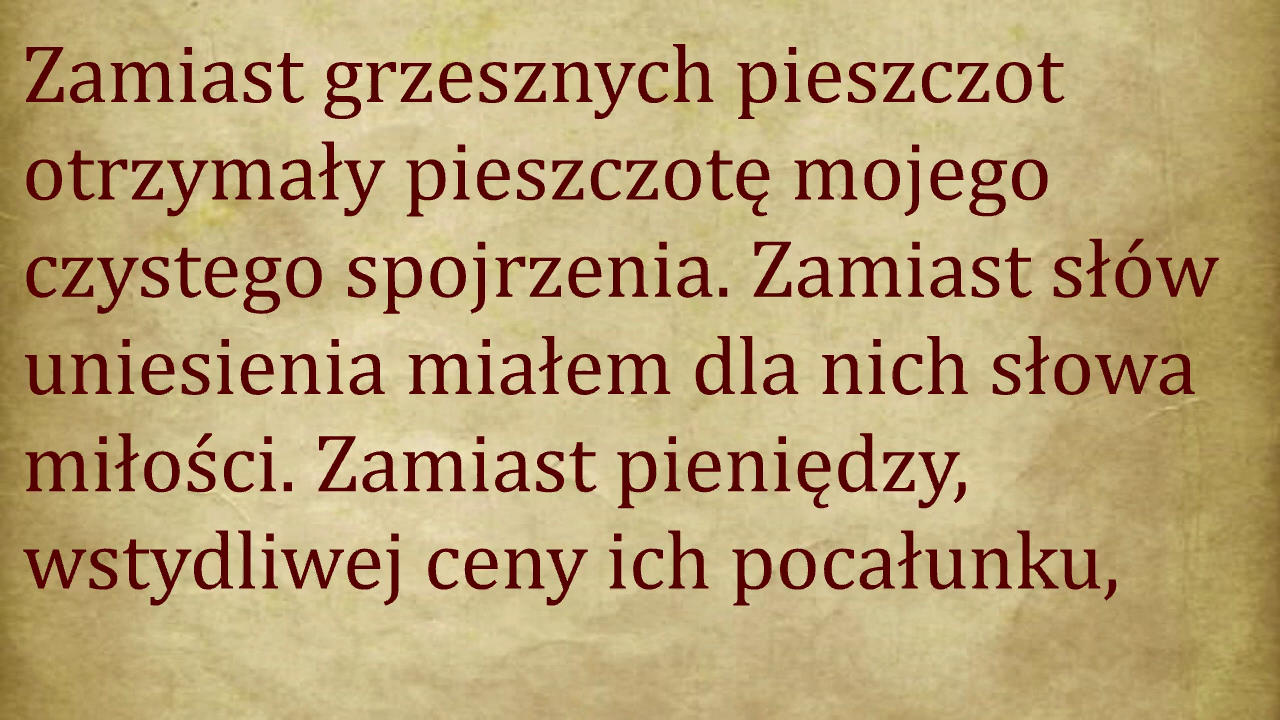 Zamiast grzesznych pieszczot
otrzymały pieszczotę mojego
czystego spojrzenia. Zamiast słów
uniesienia miałem dla nich słowa
miłości. Zamiast pieniędzy,
wstydliwej ceny ich pocałunku,